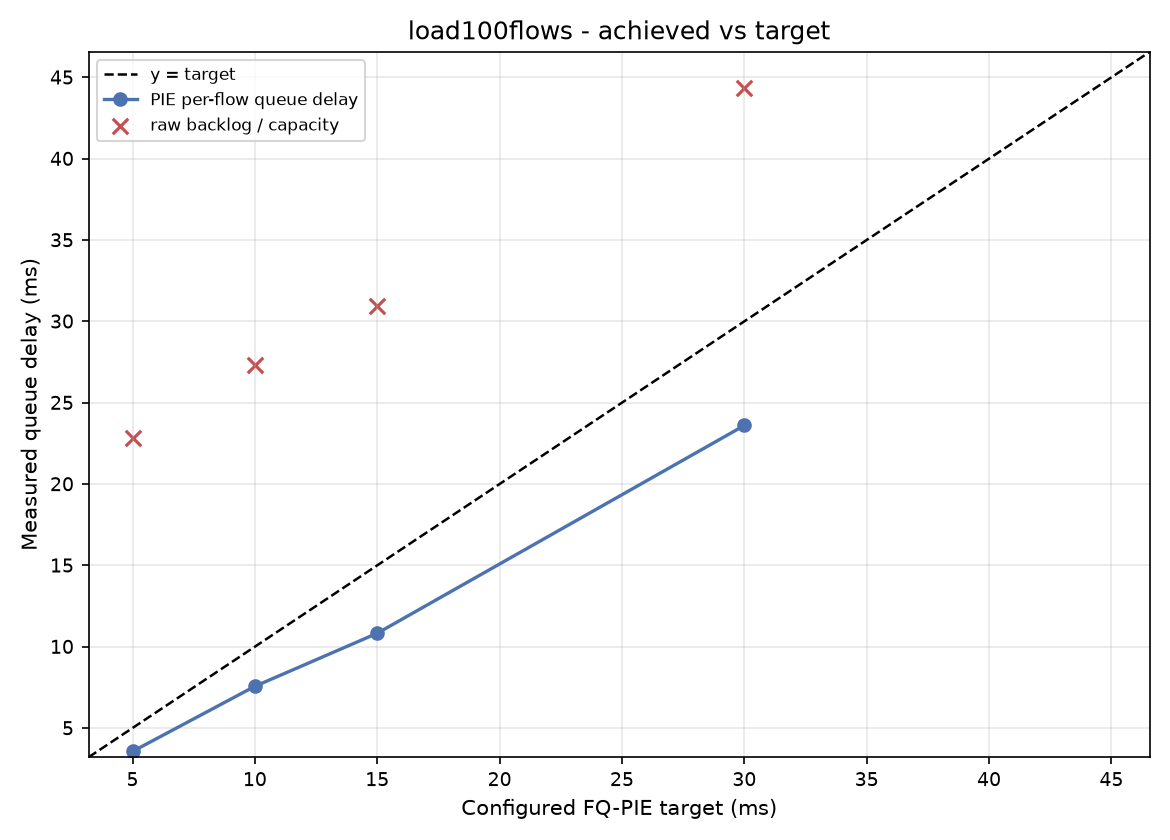 load100flows - achieved vs target
y = target
PIE per-flow queue delay
raw backlog / capacity
45
40
35
30
25
20
15
10
5
Measured queue delay (ms)
5 10 15 20 25 30 35 40 45
Configured FQ-PIE target (ms)